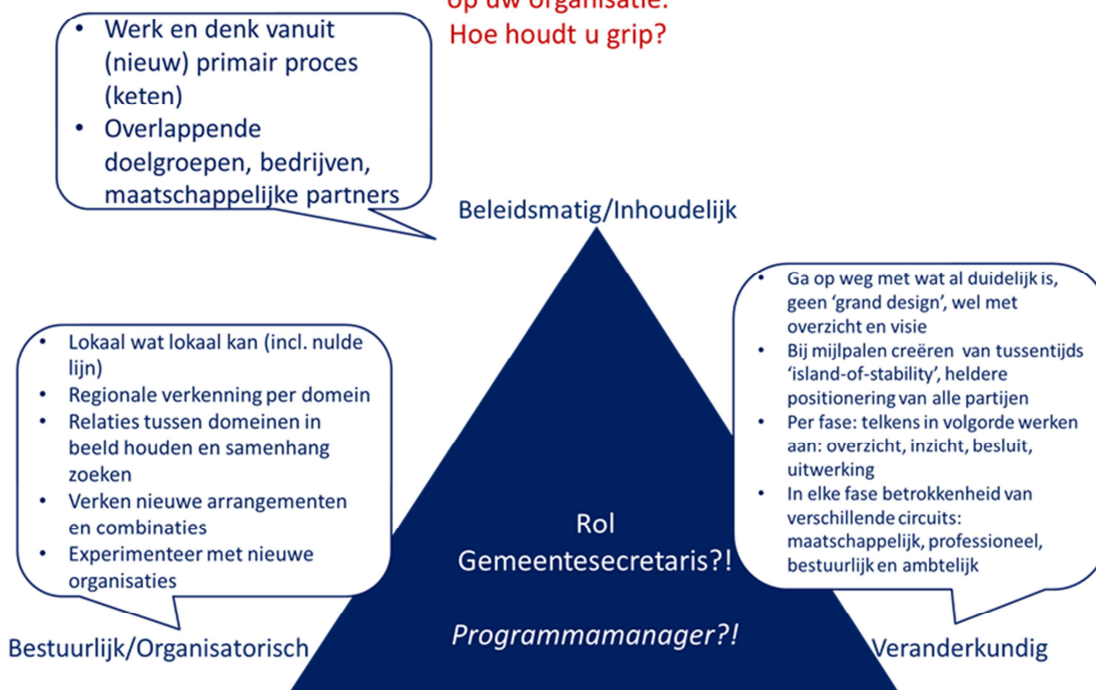 op uw organisatie.
Hoe houdt u grip?
• Werk en denk vanuit
(nieuw) primair proces
(keten)
• Overlappende
doelgroepen, bedrijven,
maatschappelijke partners
Beleidsmatig/Inhoudelijk
• Lokaal wat lokaal kan (incl. nulde
lijn)
• Regionale verkenning per domein
• Relaties tussen domeinen in
beeld houden en samenhang
zoeken
• Verken nieuwe arrangementen
en combinaties
• Experimenteer met nieuwe
organisaties
Bestuurlijk/Organisatorisch
Rol
Gemeentesecretaris?!
Programmamanager?!
• Ga op weg met wat al duidelijk is,
geen ‘grand design’, wel met
overzicht en visie
• Bij mijlpalen creëren van tussentijds
‘island-of-stability’, heldere
positionering van alle partijen
• Per fase: telkens in volgorde werken
aan: overzicht, inzicht, besluit,
uitwerking
• In elke fase betrokkenheid van
verschillende circuits:
maatschappelijk, professioneel,
bestuurlijk en ambtelijk
Veranderkundig